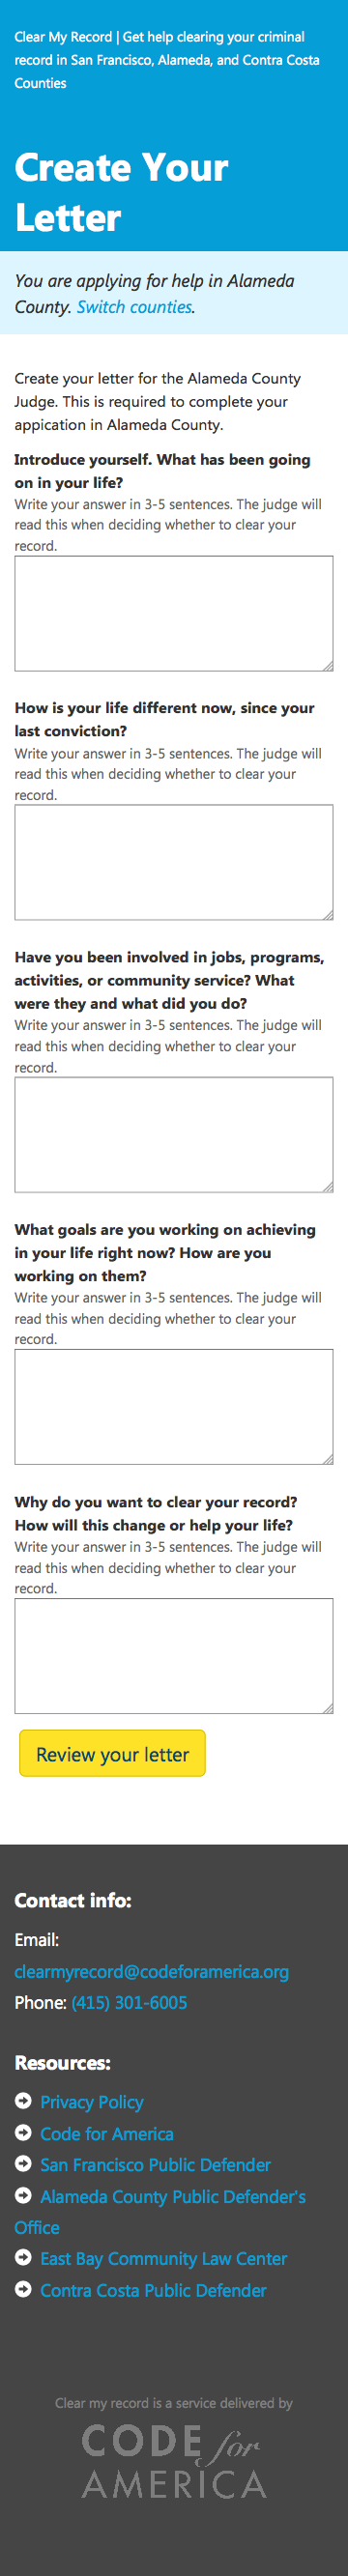 Clear My Record | Get help clearing your criminal
record in San Francisco, Alameda, and Contra Costa
Counties
Create Your
Letter
You are applying for help in Alameda
County. Switch counties.
Create your letter for the Alameda County
Judge. This is required to complete your
appication in Alameda County.
Introduce yourself. What has been going
on in your life?
Write your answer in 3-5 sentences. The judge will
read this when deciding whether to clear your
record.
How is your life different now, since your
last conviction?
Write your answer in 3-5 sentences. The judge will
read this when deciding whether to clear your
record.
Have you been involved in jobs, programs,
activities, or community service? What
were they and what did you do?
Write your answer in 3-5 sentences. The judge will
read this when deciding whether to clear your
record.
What goals are you working on achieving
in your life right now? How are you
working on them?
Write your answer in 3-5 sentences. The judge will
read this when deciding whether to clear your
record.
Why do you want to clear your record?
How will this change or help your life?
Write your answer in 3-5 sentences. The judge will
read this when deciding whether to clear your
record.
Review your letter
Contact info:
Email:
clearmyrecord@codeforamerica.org
Phone: (415) 301-6005
Resources:
Privacy Policy
Code for America
San Francisco Public Defender
Alameda County Public Defender's
Office
East Bay Community Law Center
Contra Costa Public Defender
Clear my record is a service delivered by
CODE for
AMERICA